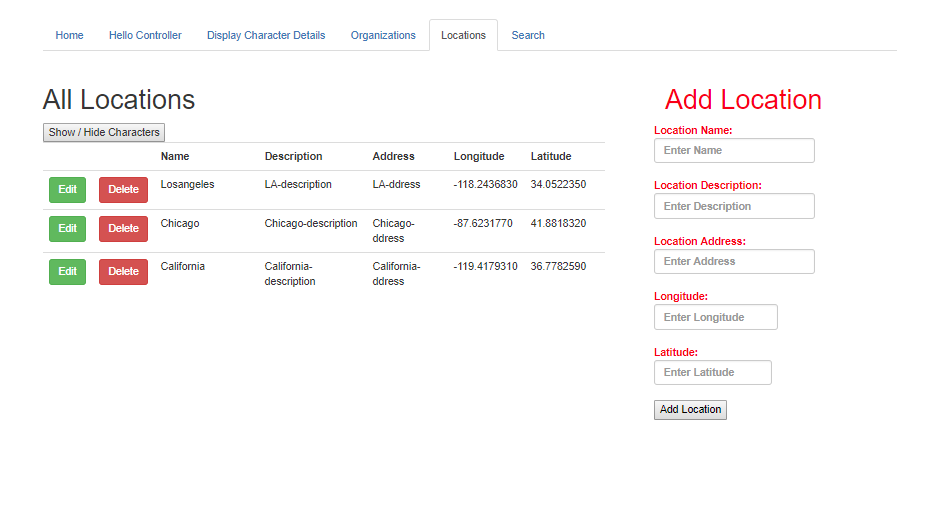 Home Hello Controller Display Character Details Organizations Locations Search
All Locations
Show / Hide Characters
Name Description Address Longitude Latitude
Edit Delete Losangeles LA-description LA-ddress -118.2436830 34.0522350
Edit Delete Chicago Chicago-description Chicago- -87.6231770 41.8818320
ddress
Edit Delete California California- California- -119.4179310 36.7782590
description ddress
Add Location
Location Name:
Enter Name
Location Description:
Enter Description
Location Address:
Enter Address
Longitude:
Enter Longitude
Latitude:
Enter Latitude
Add Location